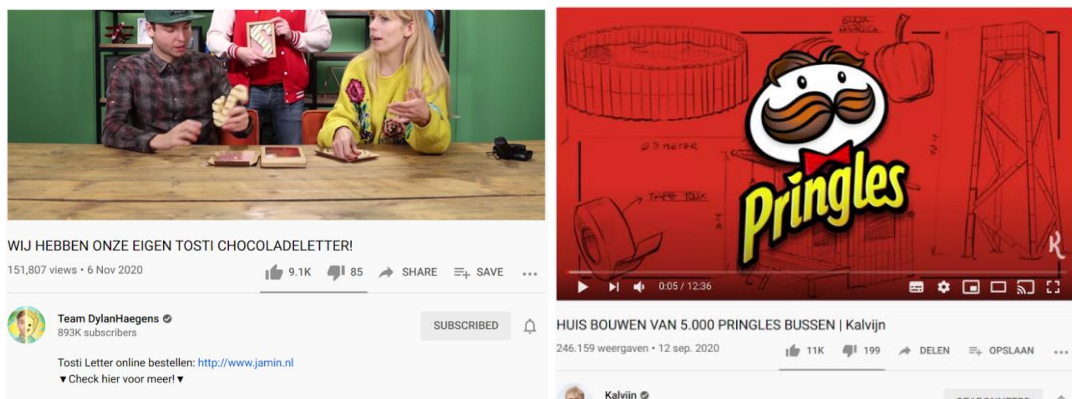 WIJ HEBBEN ONZE EIGEN TOSTI CHOCOLADELETTER!
151,807 views • 6 Nov 2020
9.1K 85 SHARE SAVE
Team DylanHaegens
893K subscribers
SUBSCRIBED
Tosti Letter online bestellen: http://www.jamin.nl
▼Check hier voor meer!▼
Pringles
0:05 / 12:36
HUIS BOUWEN VAN 5.000 PRINGLES BUSSEN | Kalvijn
246.159 weergaven • 12 sep. 2020
11K 199 DELEN OPSLAAN
Kalvijn